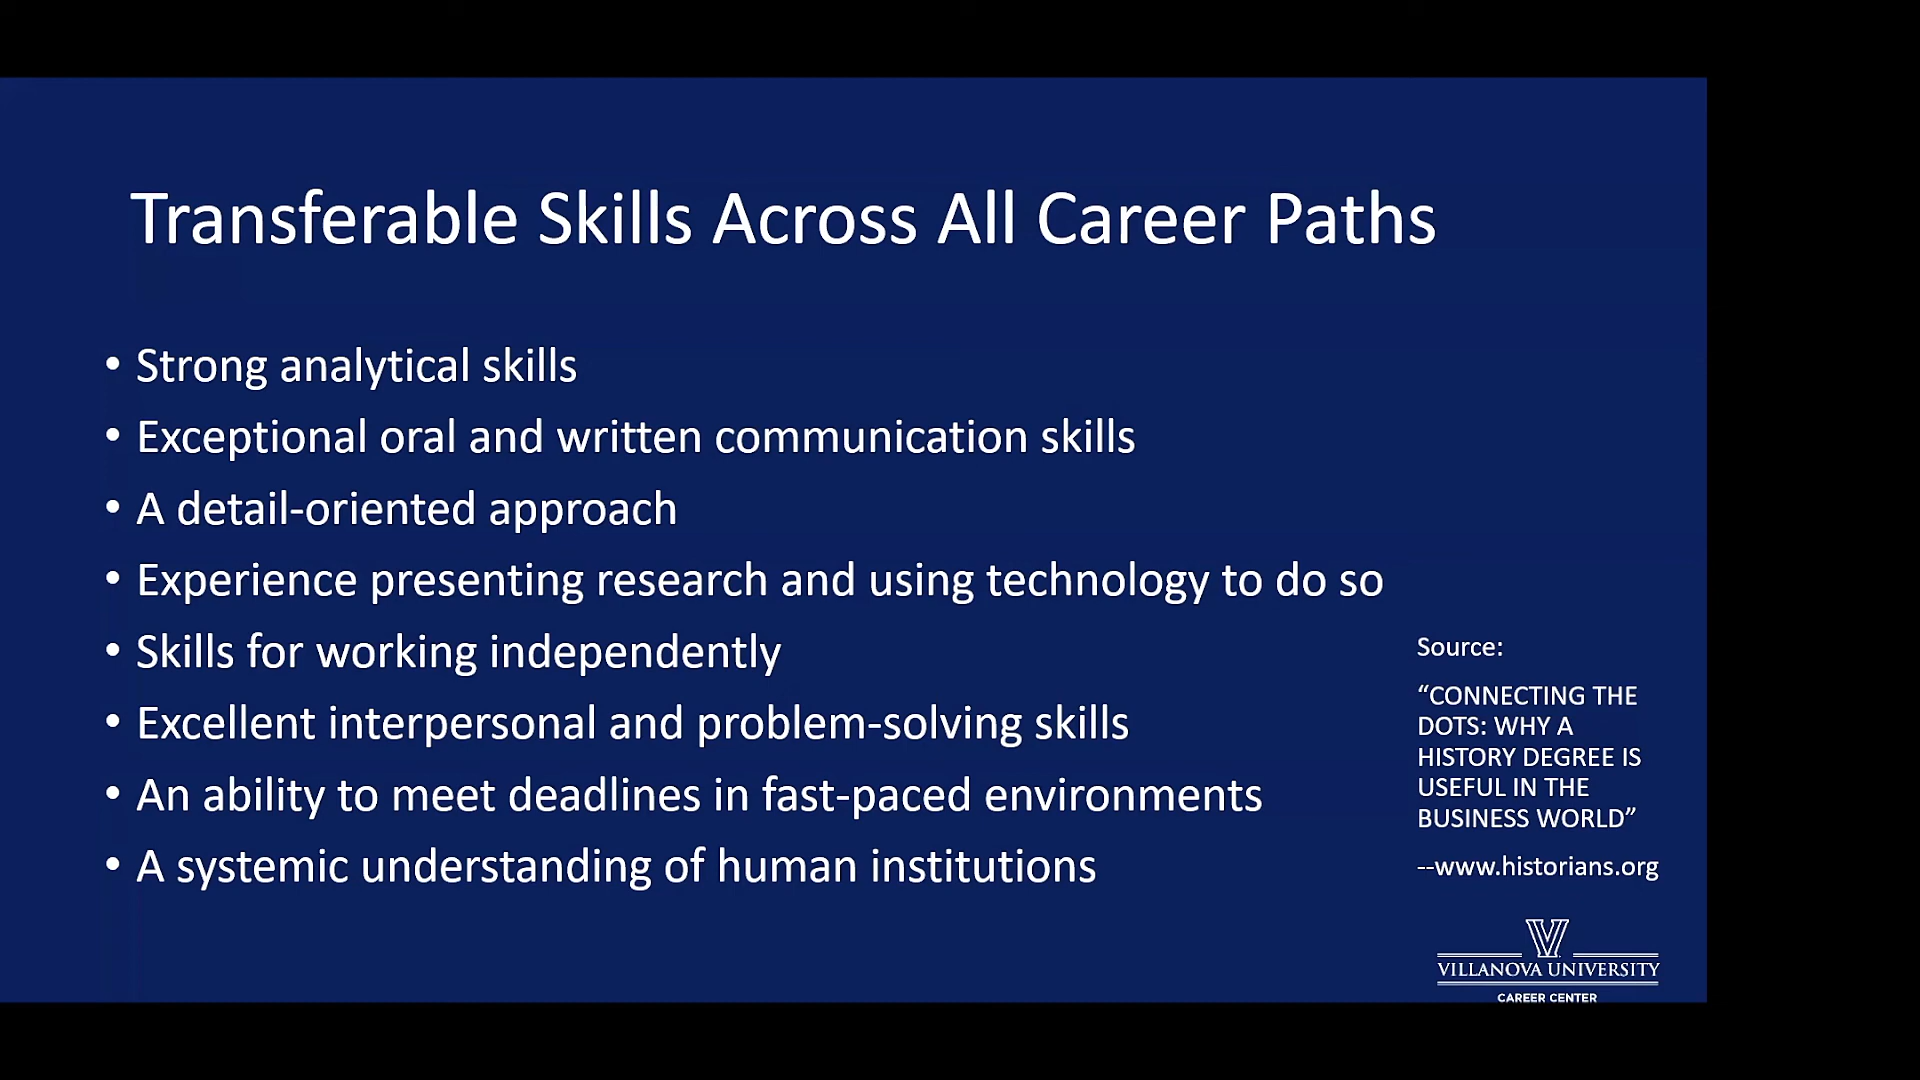 Transferable Skills Across All Career Paths
• Strong analytical skills
• Exceptional oral and written communication skills
• A detail-oriented approach
• Experience presenting research and using technology to do so
• Skills for working independently
• Excellent interpersonal and problem-solving skills
• An ability to meet deadlines in fast-paced environments
• A systemic understanding of human institutions
Source:
“CONNECTING THE
DOTS: WHY A
HISTORY DEGREE IS
USEFUL IN THE
BUSINESS WORLD”
--www.historians.org
V
VILLANOVA UNIVERSITY
CAREER CENTER